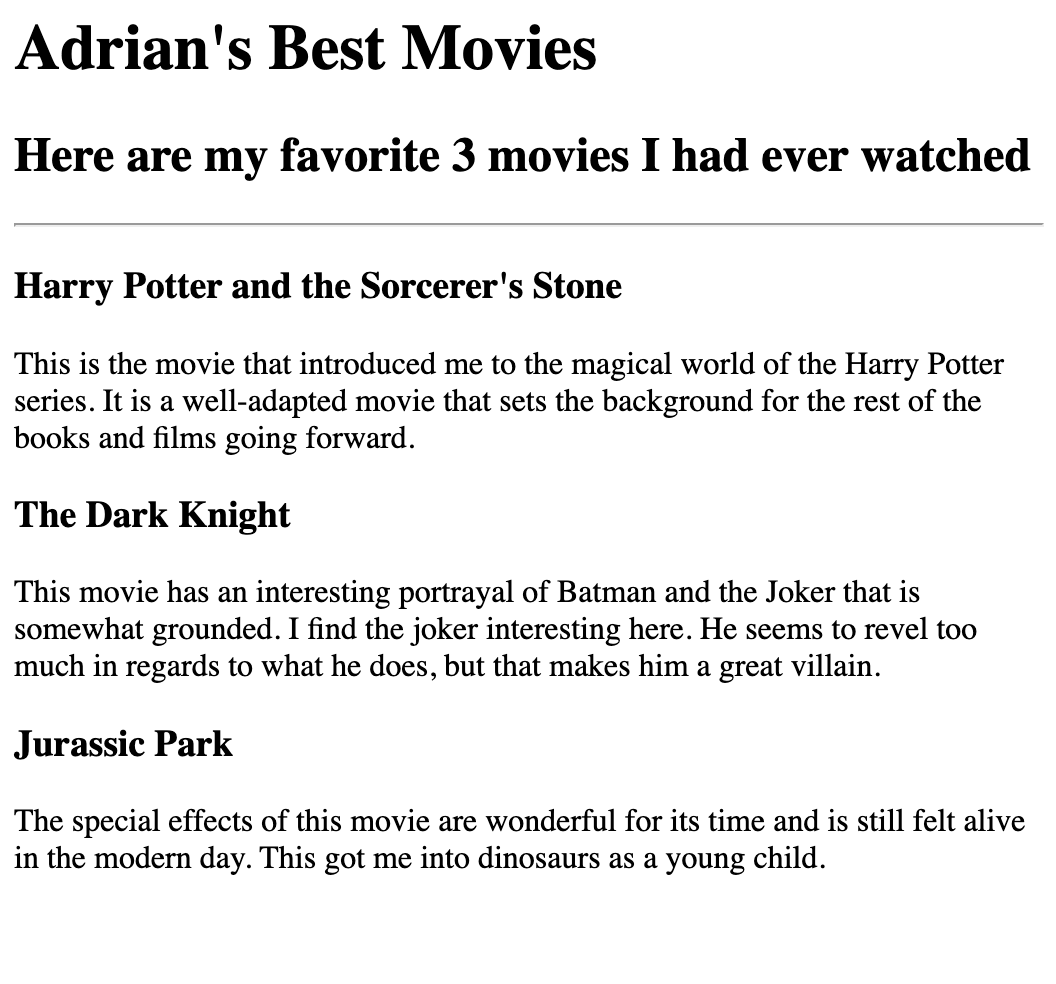 Adrian's Best Movies
Here are my favorite 3 movies I had ever watched
Harry Potter and the Sorcerer's Stone
This is the movie that introduced me to the magical world of the Harry Potter
series. It is a well-adapted movie that sets the background for the rest of the
books and films going forward.
The Dark Knight
This movie has an interesting portrayal of Batman and the Joker that is
somewhat grounded. I find the joker interesting here. He seems to revel too
much in regards to what he does, but that makes him a great villain.
Jurassic Park
The special effects of this movie are wonderful for its time and is still felt alive
in the modern day. This got me into dinosaurs as a young child.